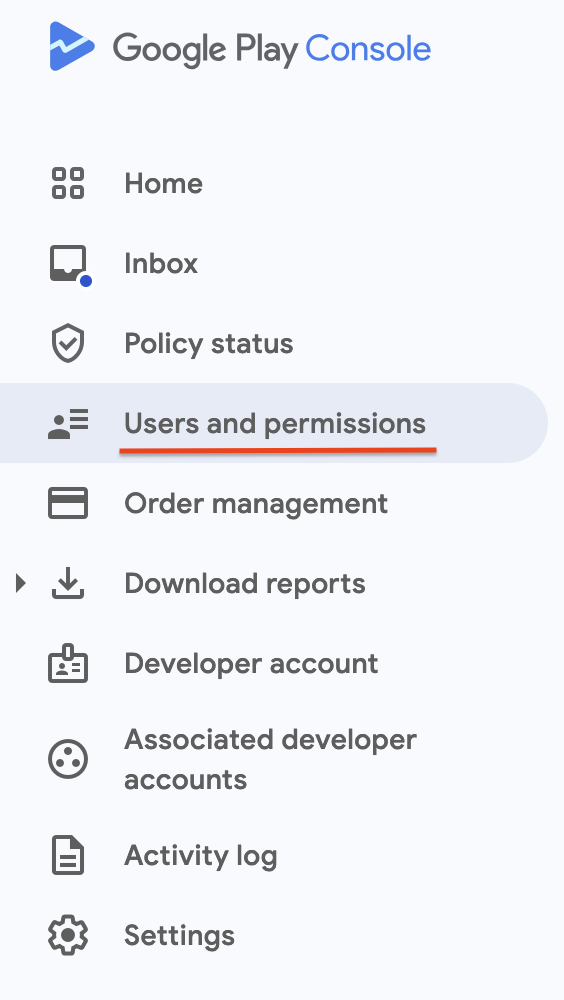 Google Play Console
Home
Inbox
Policy status
Users and permissions
Order management
Download reports
Developer account
Associated developer
accounts
Activity log
Settings